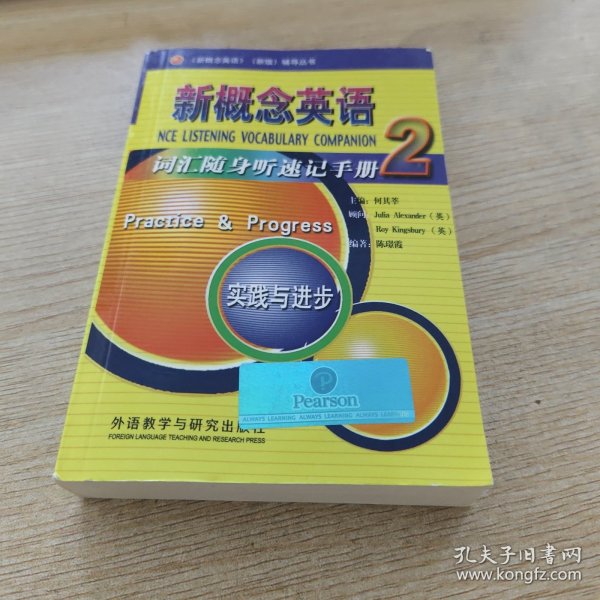 《新概念英语》（新版）辅导丛书
新概念英语
NCE LISTENING VOCABULARY COMPANION
2
词汇随身听速记手册
主编：何其莘
顾问：Julia Alexander（英）
Roy Kingsbury（英）
编著：陈璟霞
Practice & Progress
实践与进步
Pearson
ALWAYS LEARNING ALWAYS LEARNING ALWAYS LEARNING
外语教学与研究出版社
FOREIGN LANGUAGE TEACHING AND RESEARCH PRESS
孔夫子旧书网
www.kongfz.com